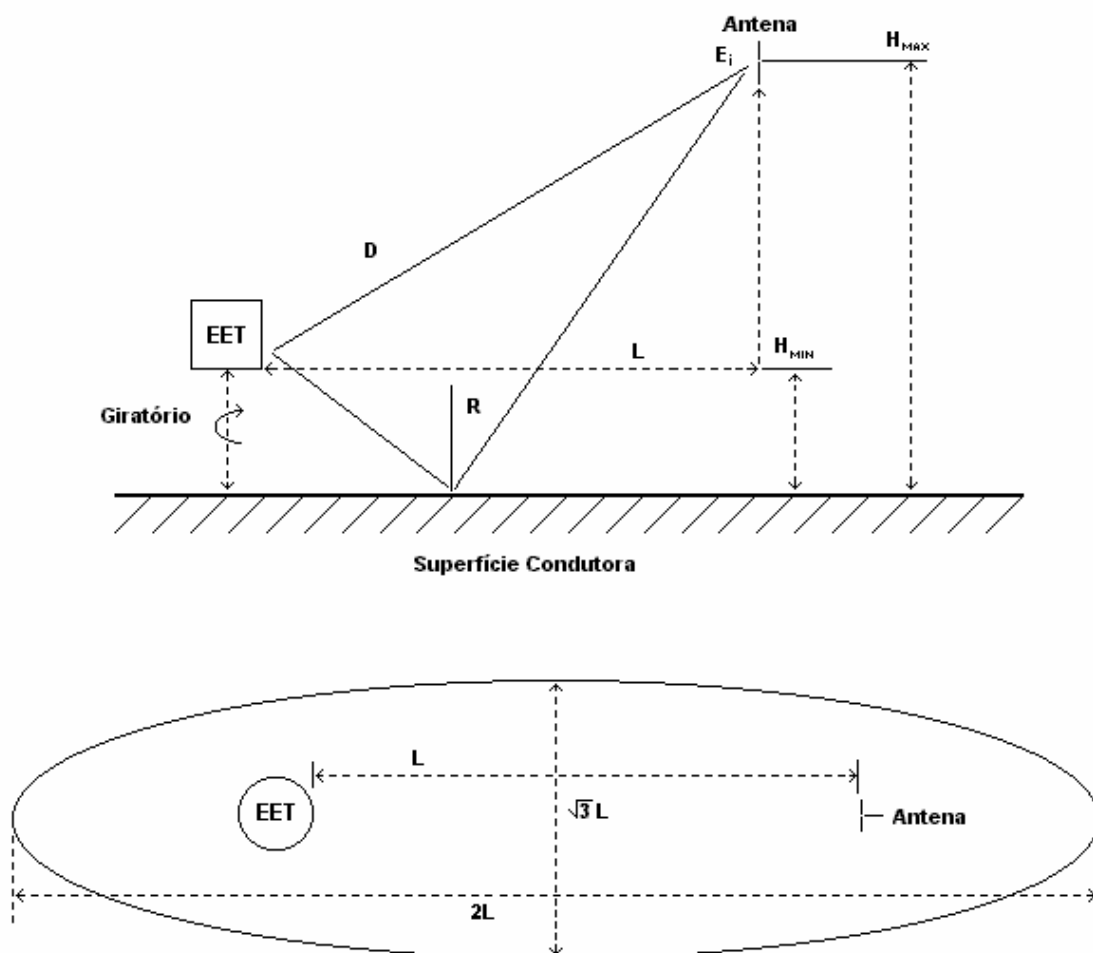 Antena
E_i
H_MAX
D
EET
L
H_MIN
Giratório
R
Superfície Condutora
L
EET
√3 L
Antena
2L